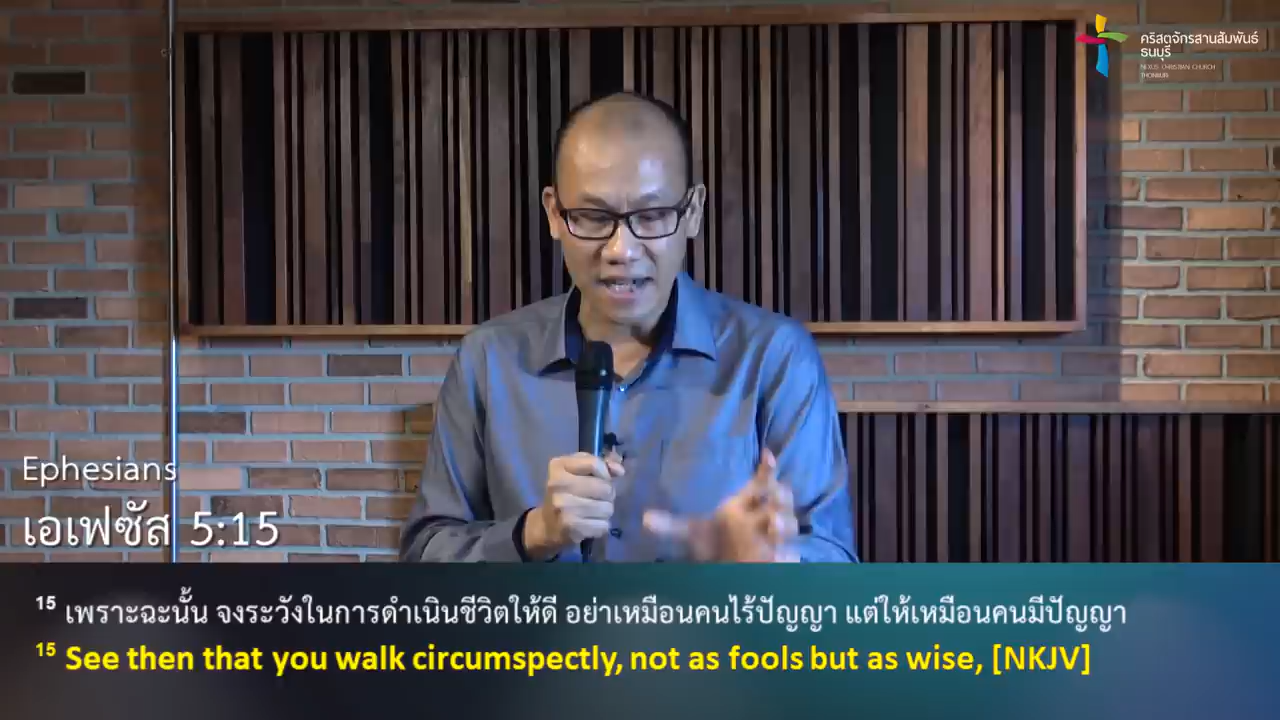 คริสตจักรสานสัมพันธ์
ธนบุรี
NEXUS CHRISTIAN CHURCH
THONBURI
Ephesians
เอเฟซัส 5:15
15 เพราะฉะนั้น จงระวังในการดำเนินชีวิตให้ดี อย่าเหมือนคนไร้ปัญญา แต่ให้เหมือนคนมีปัญญา
15 See then that you walk circumspectly, not as fools but as wise, [NKJV]